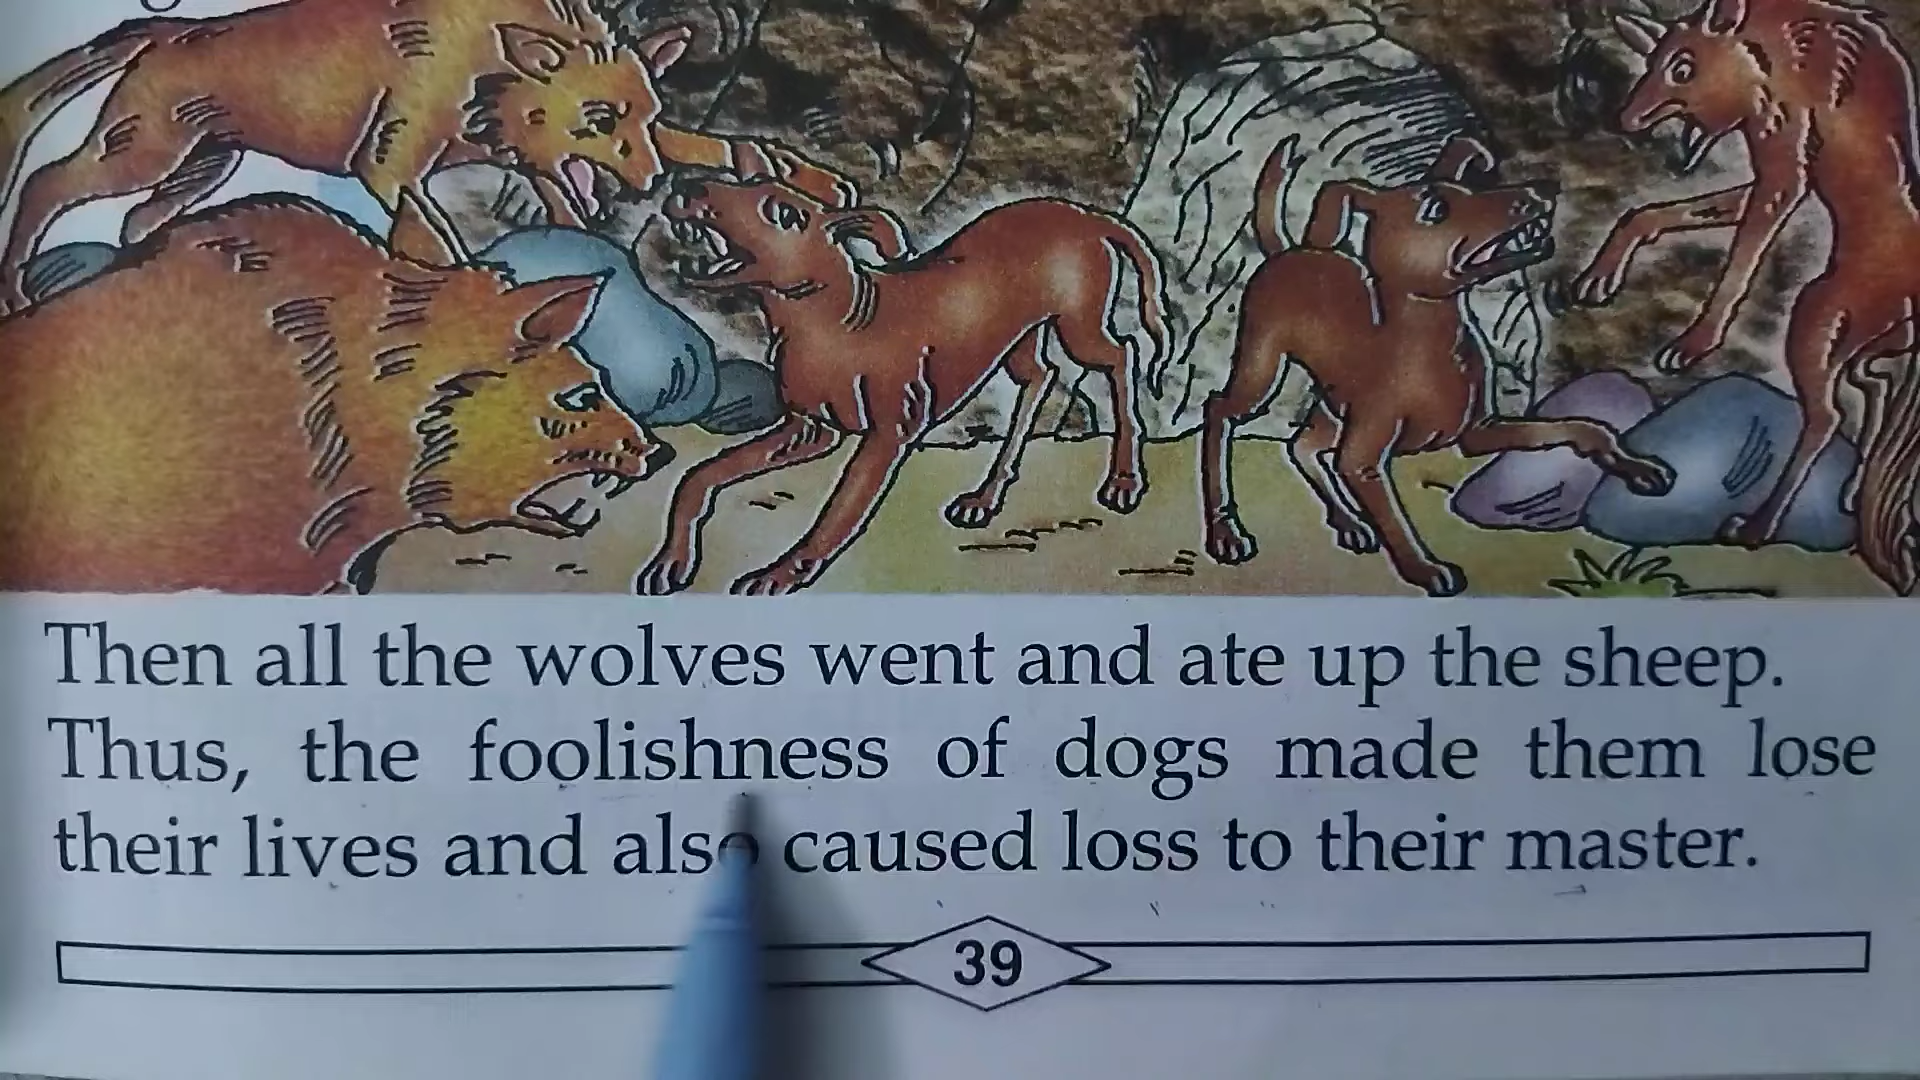 Then all the wolves went and ate up the sheep.
Thus, the foolishness of dogs made them lose
their lives and also caused loss to their master.
39